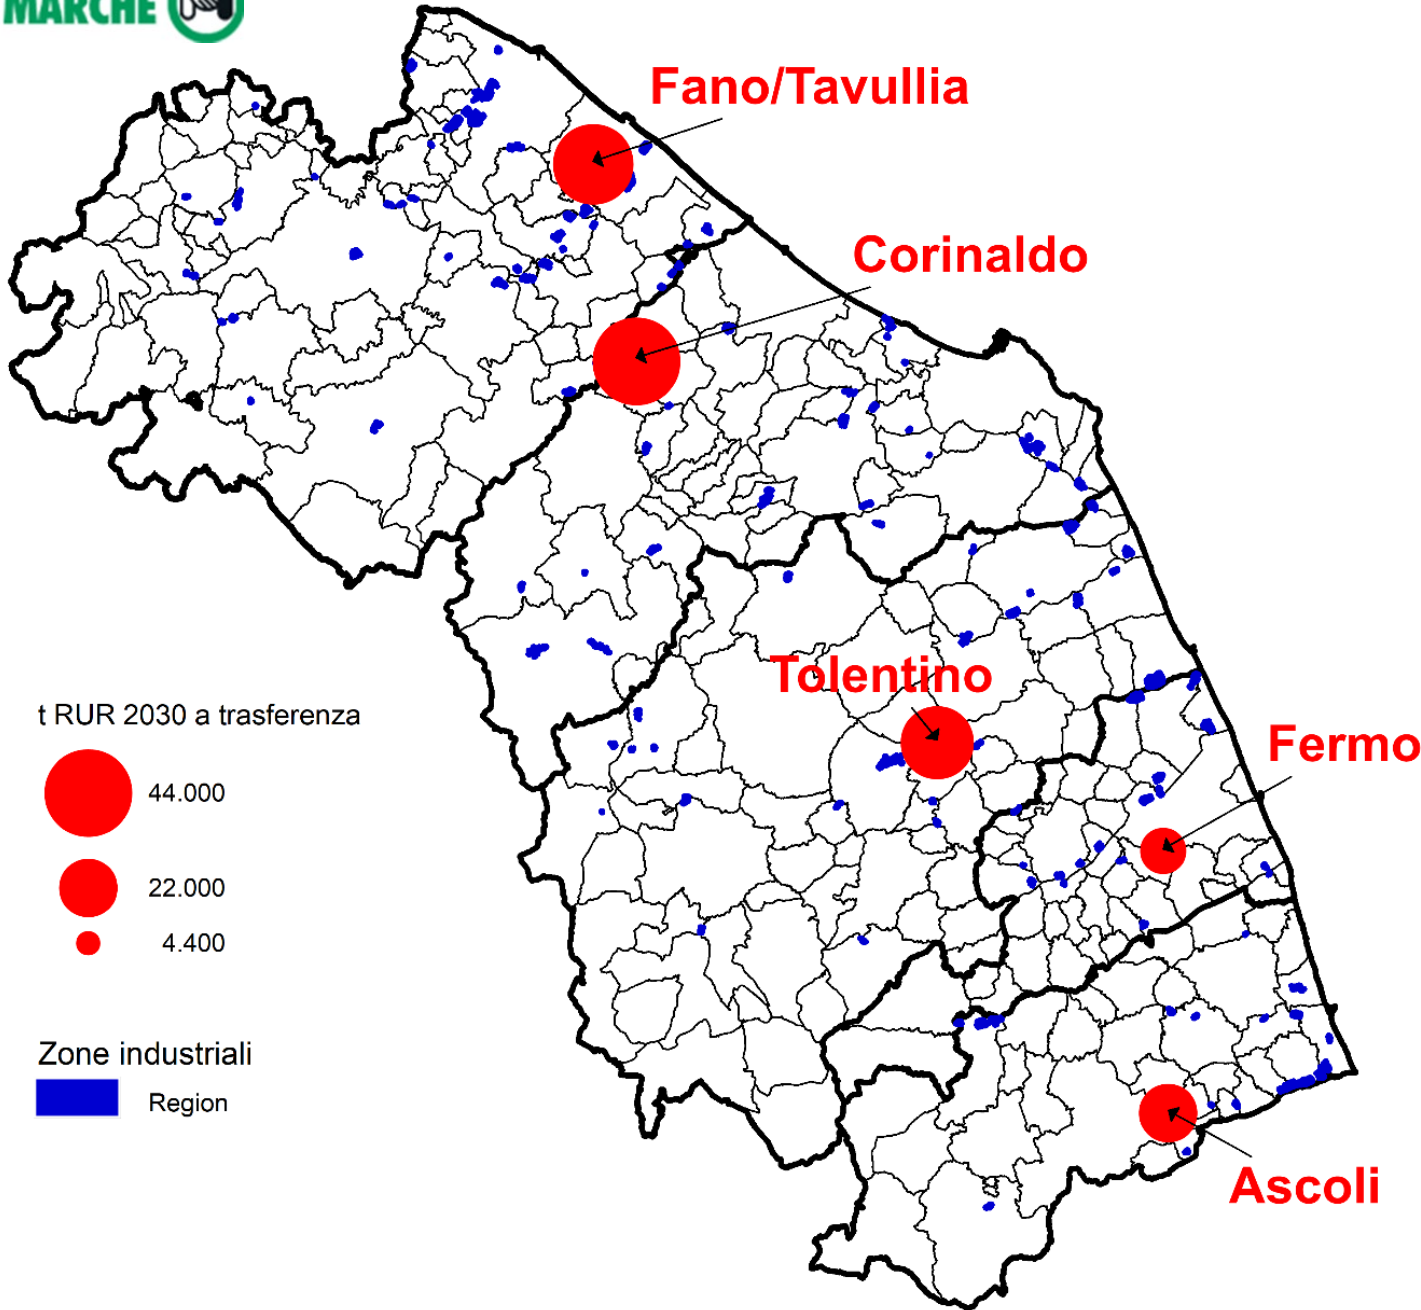 MARCHE
Fano/Tavullia
Corinaldo
Tolentino
Fermo
t RUR 2030 a trasferenza
44.000
22.000
4.400
Zone industriali
Region
Ascoli